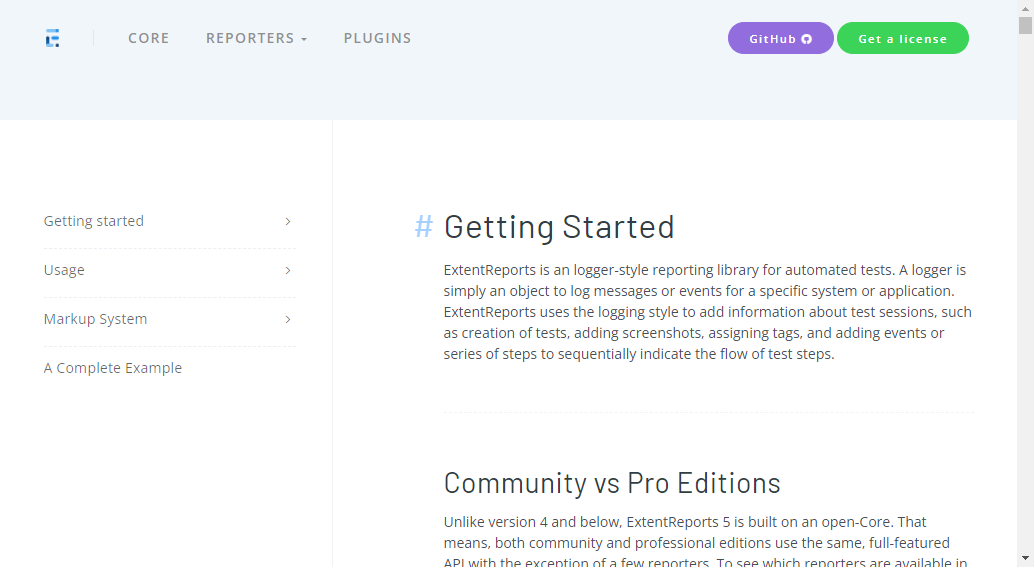 CORE REPORTERS PLUGINS GitHub Get a license
Getting started
Usage
Markup System
A Complete Example
# Getting Started
ExtentReports is an logger-style reporting library for automated tests. A logger is
simply an object to log messages or events for a specific system or application.
ExtentReports uses the logging style to add information about test sessions, such
as creation of tests, adding screenshots, assigning tags, and adding events or
series of steps to sequentially indicate the flow of test steps.
Community vs Pro Editions
Unlike version 4 and below, ExtentReports 5 is built on an open-Core. That
means, both community and professional editions use the same, full-featured
API with the exception of a few reporters. To see which reporters are available in